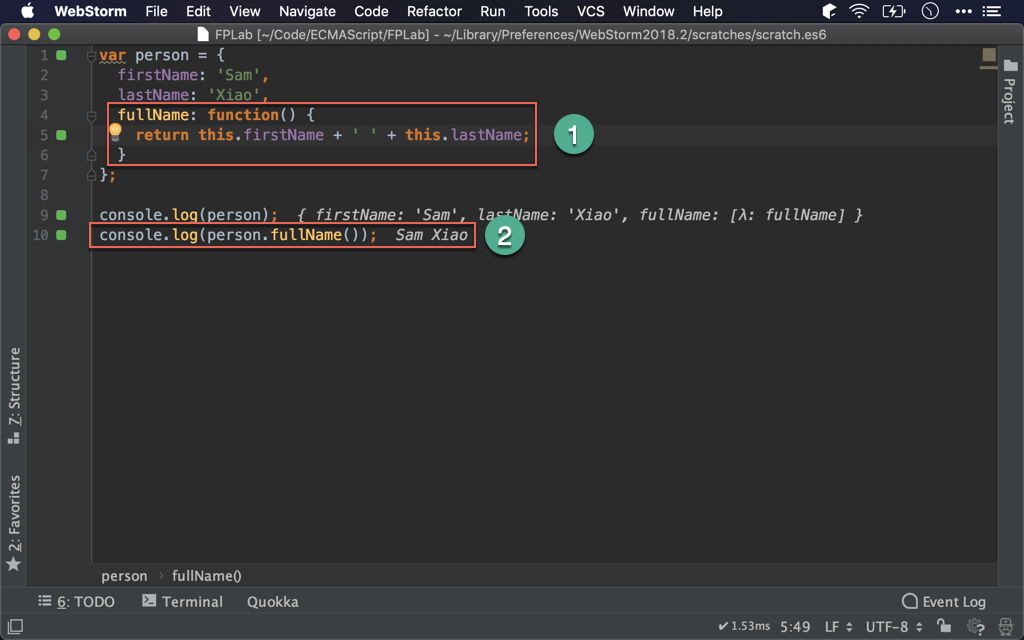 WebStorm File Edit View Navigate Code Refactor Run Tools VCS Window Help
FPLab [~/Code/ECMAScript/FPLab] - ~/Library/Preferences/WebStorm2018.2/scratches/scratch.es6
1 var person = {
2 firstName: 'Sam',
3 lastName: 'Xiao',
4 fullName: function() {
5 return this.firstName + ' ' + this.lastName;
6 }
7 };
8
9 console.log(person); { firstName: 'Sam', lastName: 'Xiao', fullName: [λ: fullName] }
10 console.log(person.fullName()); Sam Xiao
1
2
Project
Z: Structure
2: Favorites
person › fullName()
6: TODO Terminal Quokka Event Log
✔ 1.53ms 5:49 LF UTF-8